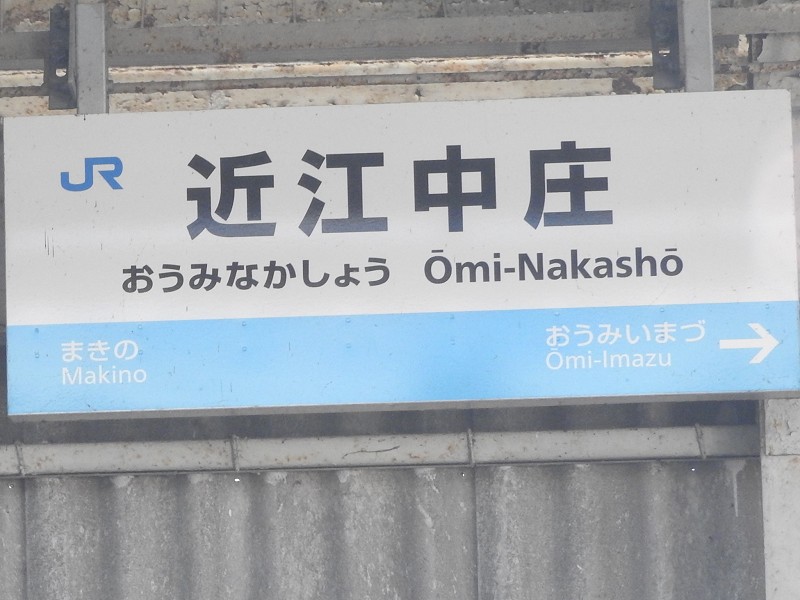 JR 近江中庄
おうみなかしょう Ōmi-Nakashō
まきの おうみいまづ →
Makino Ōmi-Imazu